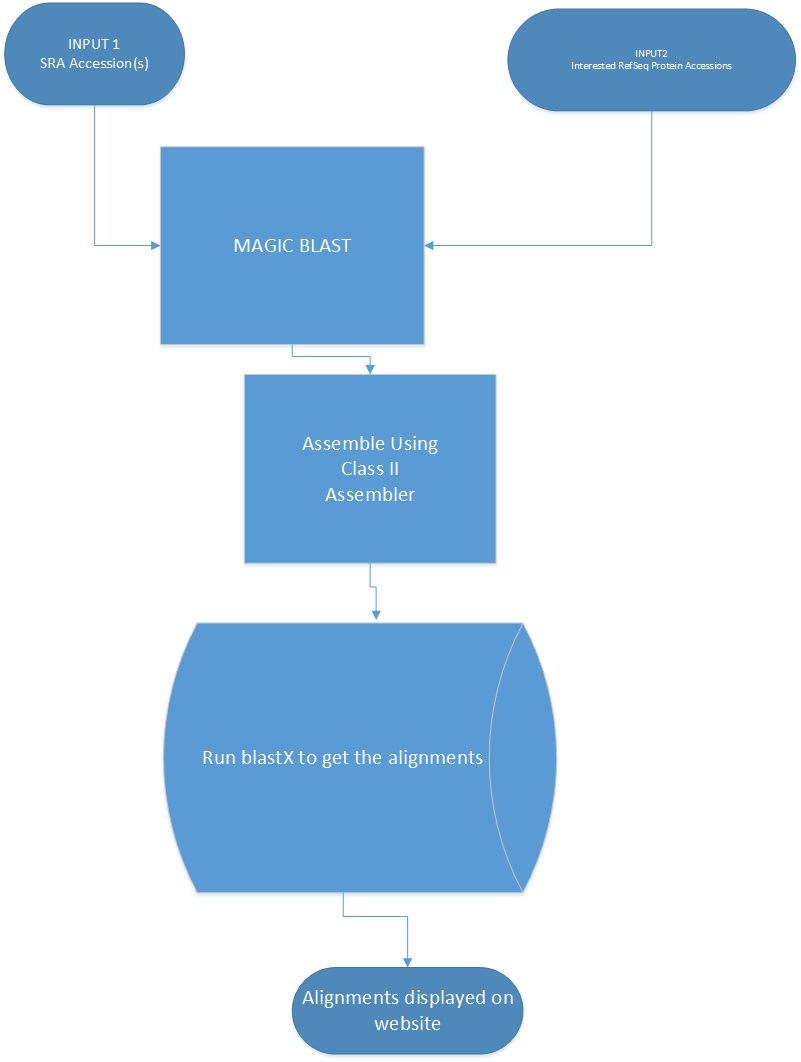 INPUT 1
SRA Accession(s)
INPUT2
Interested RefSeq Protein Accessions
MAGIC BLAST
Assemble Using
Class II
Assembler
Run blastX to get the alignments
Alignments displayed on
website